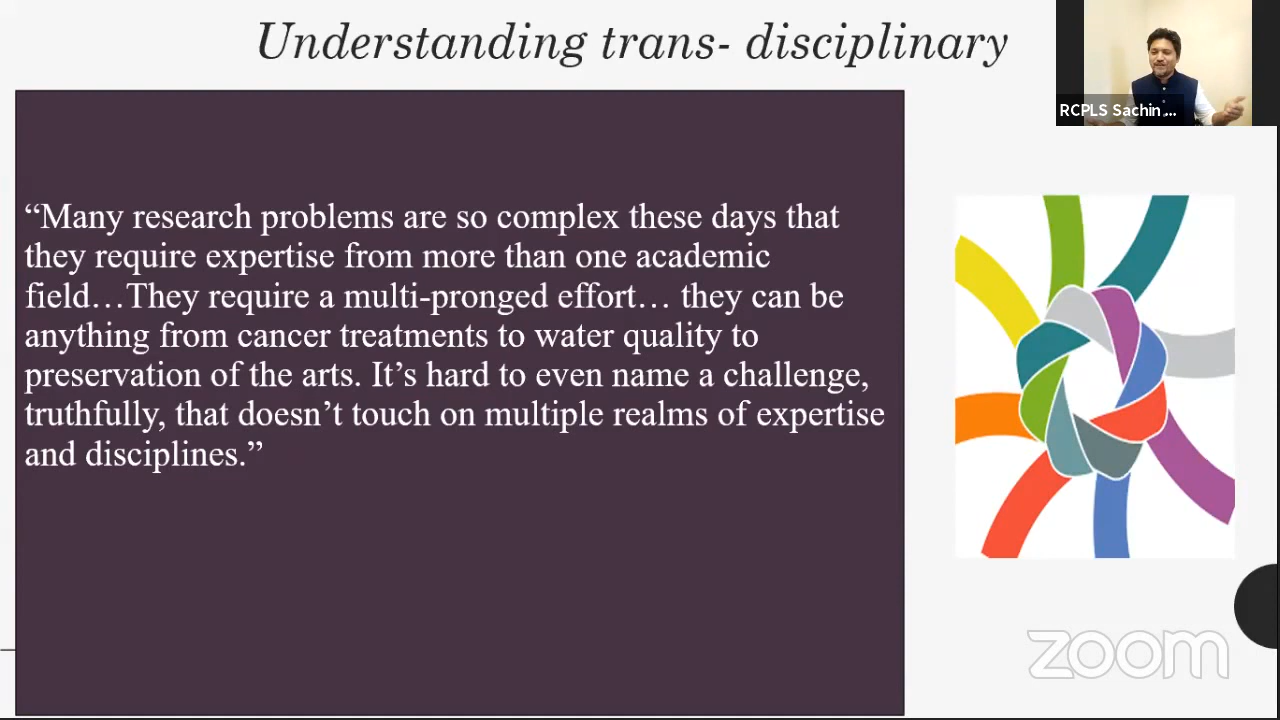 Understanding trans- disciplinary
RCPLS Sachin ...
“Many research problems are so complex these days that
they require expertise from more than one academic
field…They require a multi-pronged effort… they can be
anything from cancer treatments to water quality to
preservation of the arts. It’s hard to even name a challenge,
truthfully, that doesn’t touch on multiple realms of expertise
and disciplines.”
zoom